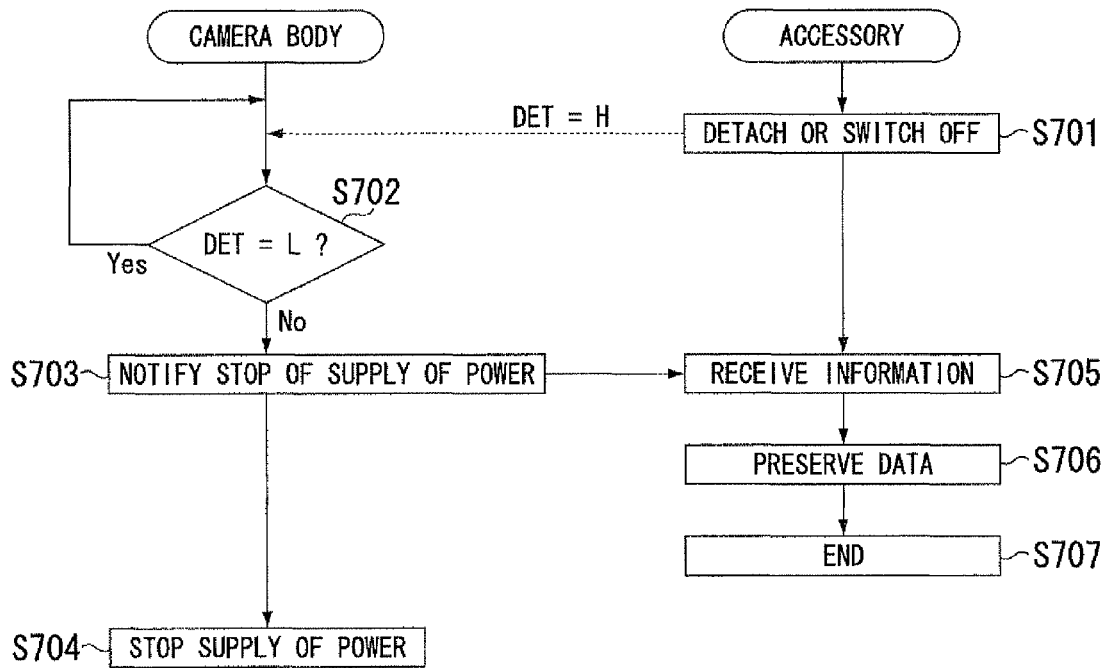 CAMERA BODY
ACCESSORY
DET = H
DETACH OR SWITCH OFF
S701
S702
DET = L ?
Yes
No
S703
NOTIFY STOP OF SUPPLY OF POWER
RECEIVE INFORMATION
S705
PRESERVE DATA
S706
END
S707
S704
STOP SUPPLY OF POWER